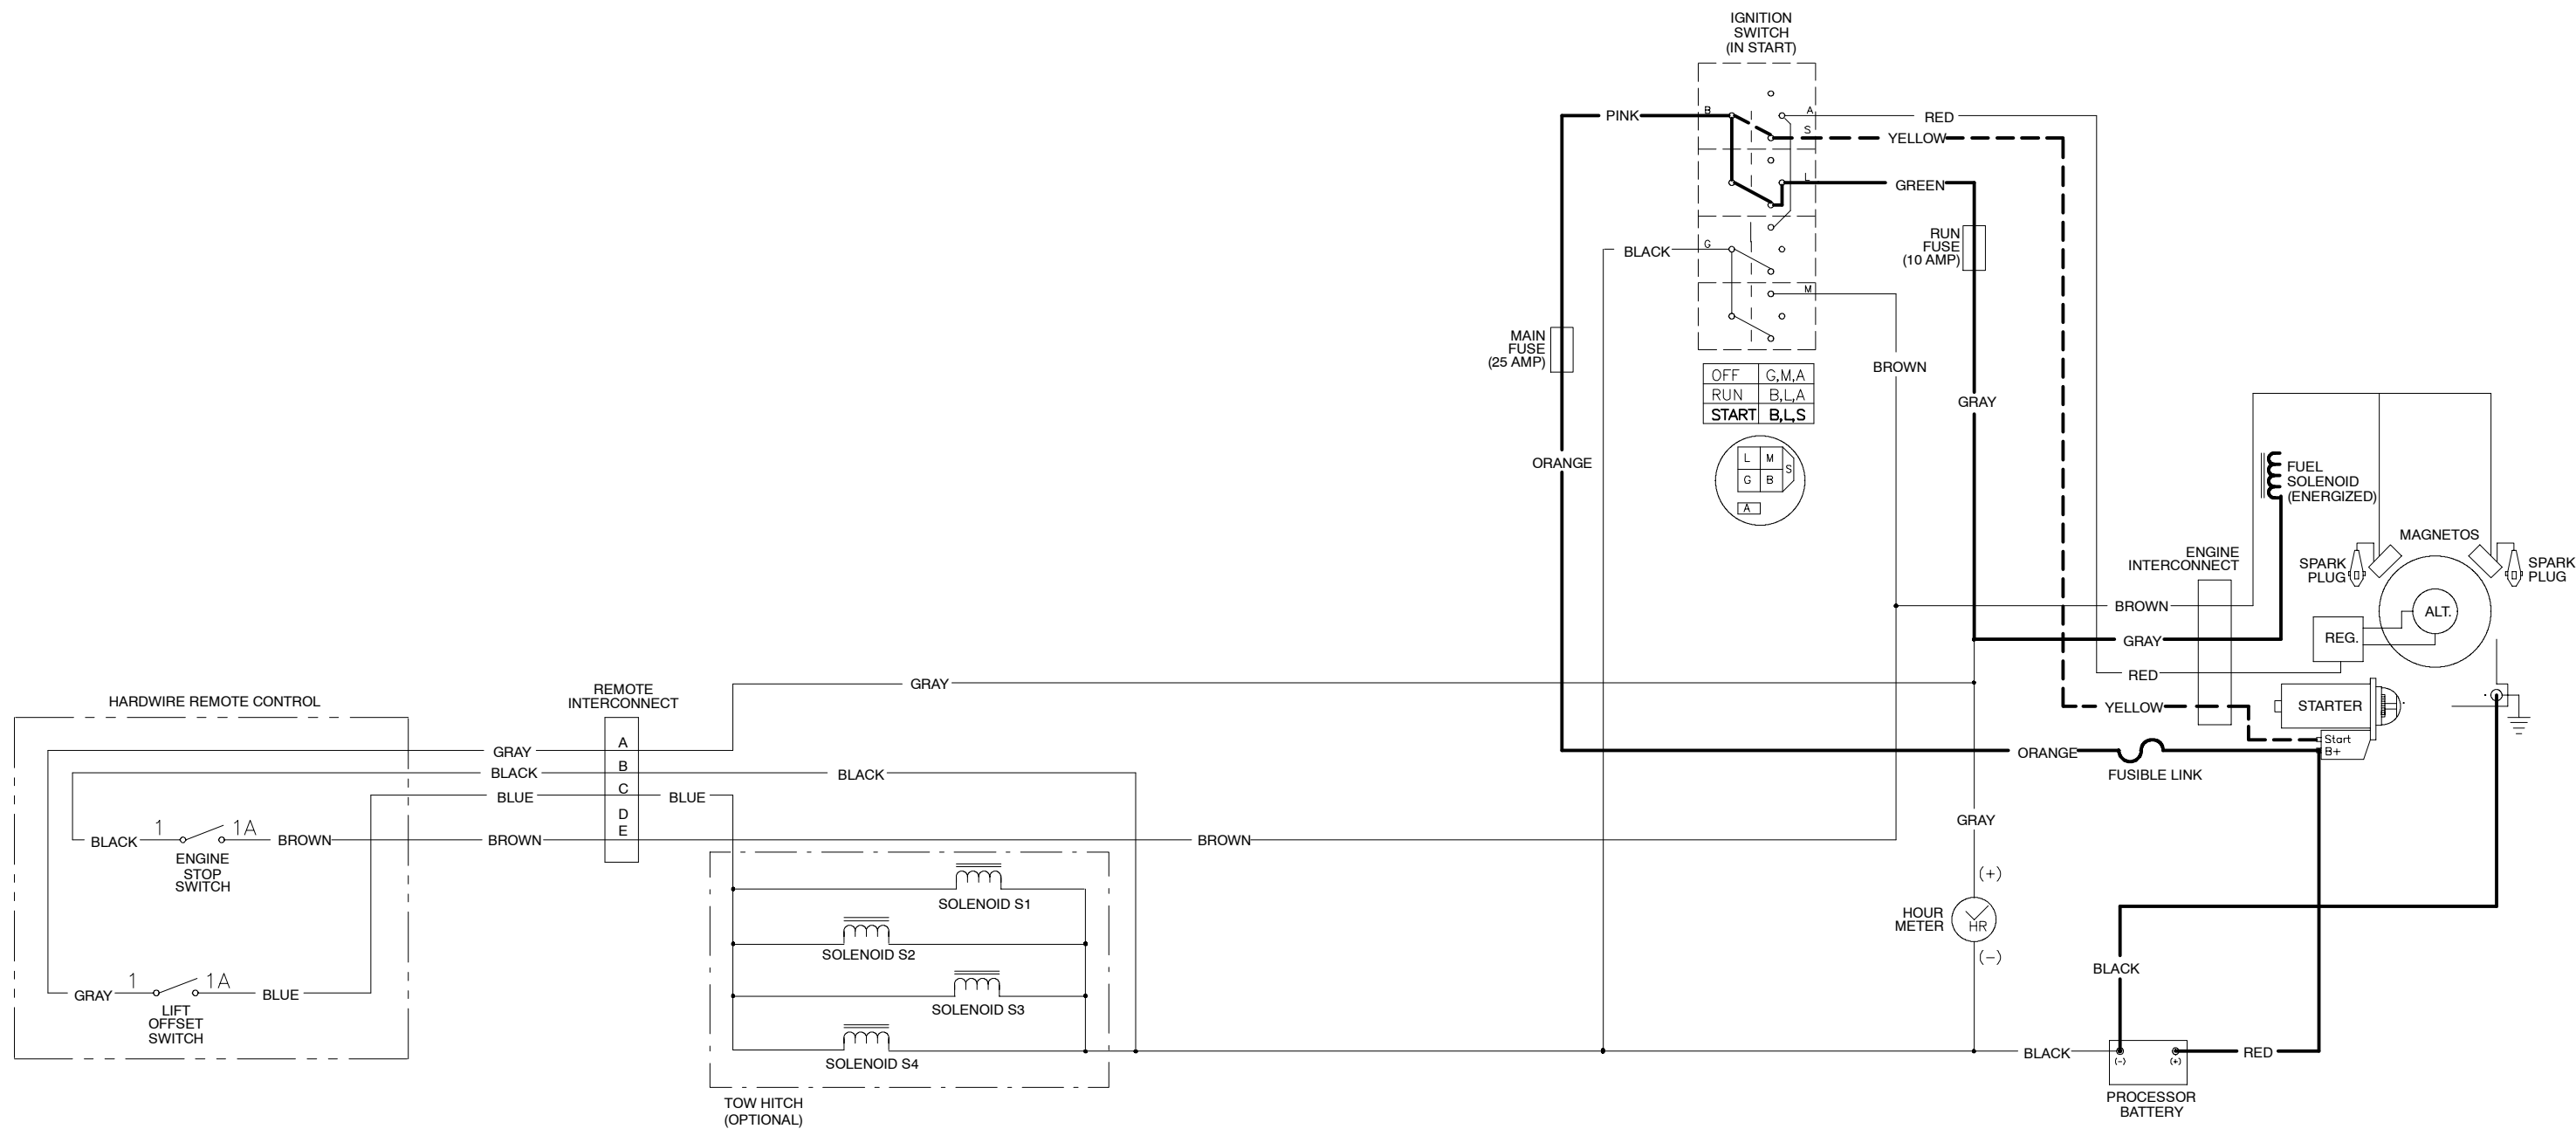 IGNITION
SWITCH
(IN START)
B
A
S
L
G
M
PINK
RED
YELLOW
GREEN
BLACK
RUN
FUSE
(10 AMP)
MAIN
FUSE
(25 AMP)
BROWN
OFF G,M,A
RUN B,L,A
START B,L,S
GRAY
ORANGE
L M
S
G B
A
FUEL
SOLENOID
(ENERGIZED)
MAGNETOS
SPARK
PLUG
SPARK
PLUG
ENGINE
INTERCONNECT
BROWN
ALT.
REG.
GRAY
RED
YELLOW
STARTER
Start
B+
ORANGE
FUSIBLE LINK
HARDWIRE REMOTE CONTROL
REMOTE
INTERCONNECT
GRAY
GRAY
A
BLACK
B
BLACK
BLUE
C
BLUE
D
E
BLACK
1
1A
BROWN
BROWN
BROWN
ENGINE
STOP
SWITCH
GRAY
1
1A
BLUE
LIFT
OFFSET
SWITCH
SOLENOID S1
SOLENOID S2
SOLENOID S3
SOLENOID S4
TOW HITCH
(OPTIONAL)
GRAY
(+)
HOUR
METER
HR
(-)
BLACK
BLACK
(-)
(+)
RED
PROCESSOR
BATTERY